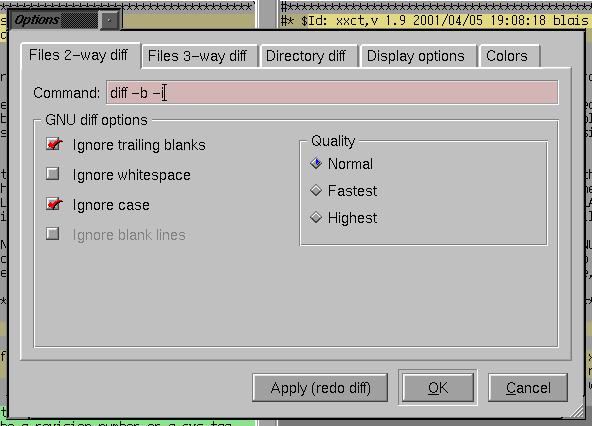 Options
#* $Id: xxct,v 1.9 2001/04/05 19:08:18 blais
Files 2-way diff
Files 3-way diff
Directory diff
Display options
Colors
Command: diff -b -i
GNU diff options
Ignore trailing blanks
Ignore whitespace
Ignore case
Ignore blank lines
Quality
Normal
Fastest
Highest
Apply (redo diff)
OK
Cancel
be a revision number or a cvs tag